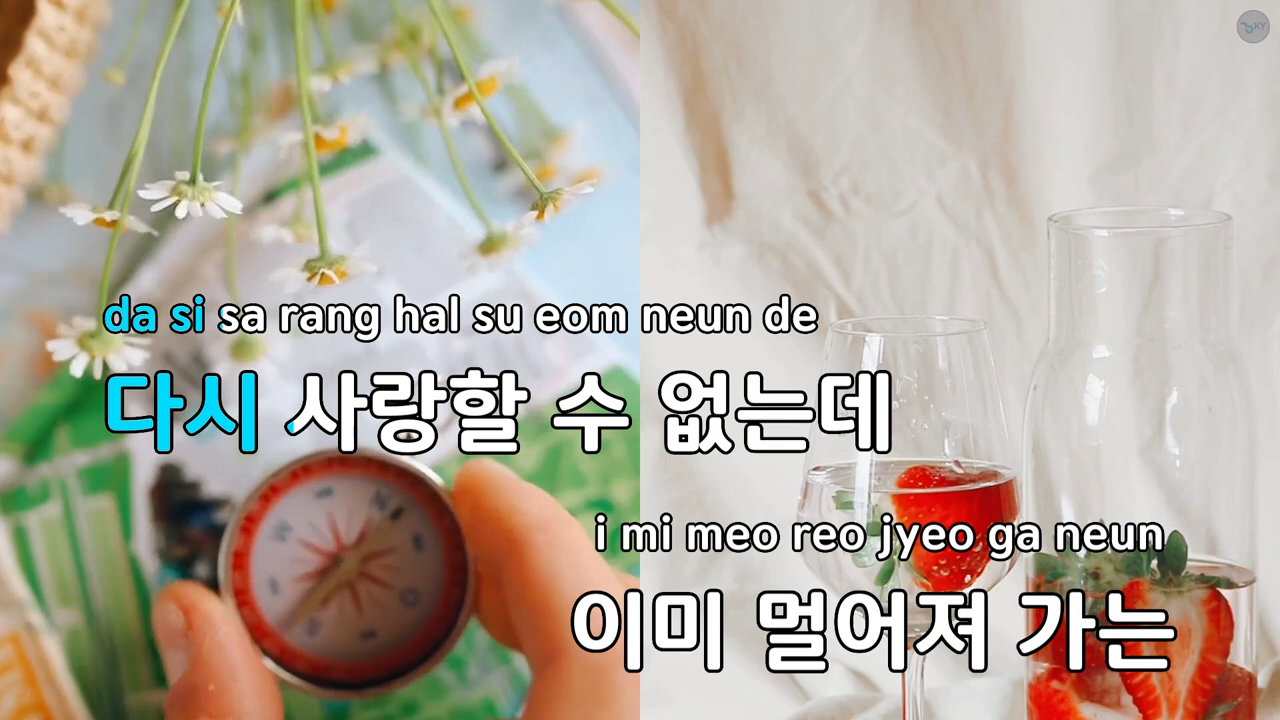 KY
da si sa rang hal su eom neun de
다시 사랑할 수 없는데
i mi meo reo jyeo ga neun
이미 멀어져 가는